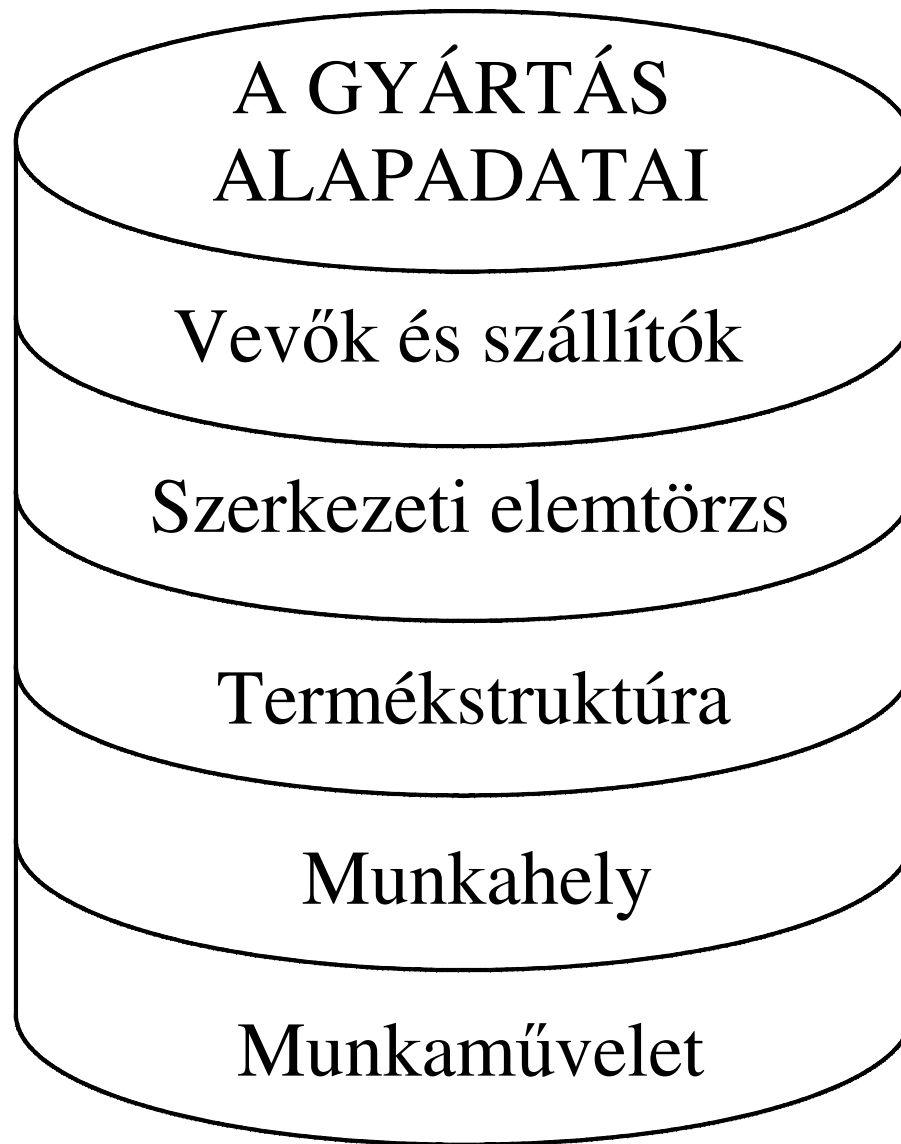 A GYÁRTÁS
ALAPADATAI
Vevők és szállítók
Szerkezeti elemtörzs
Termékstruktúra
Munkahely
Munkaművelet